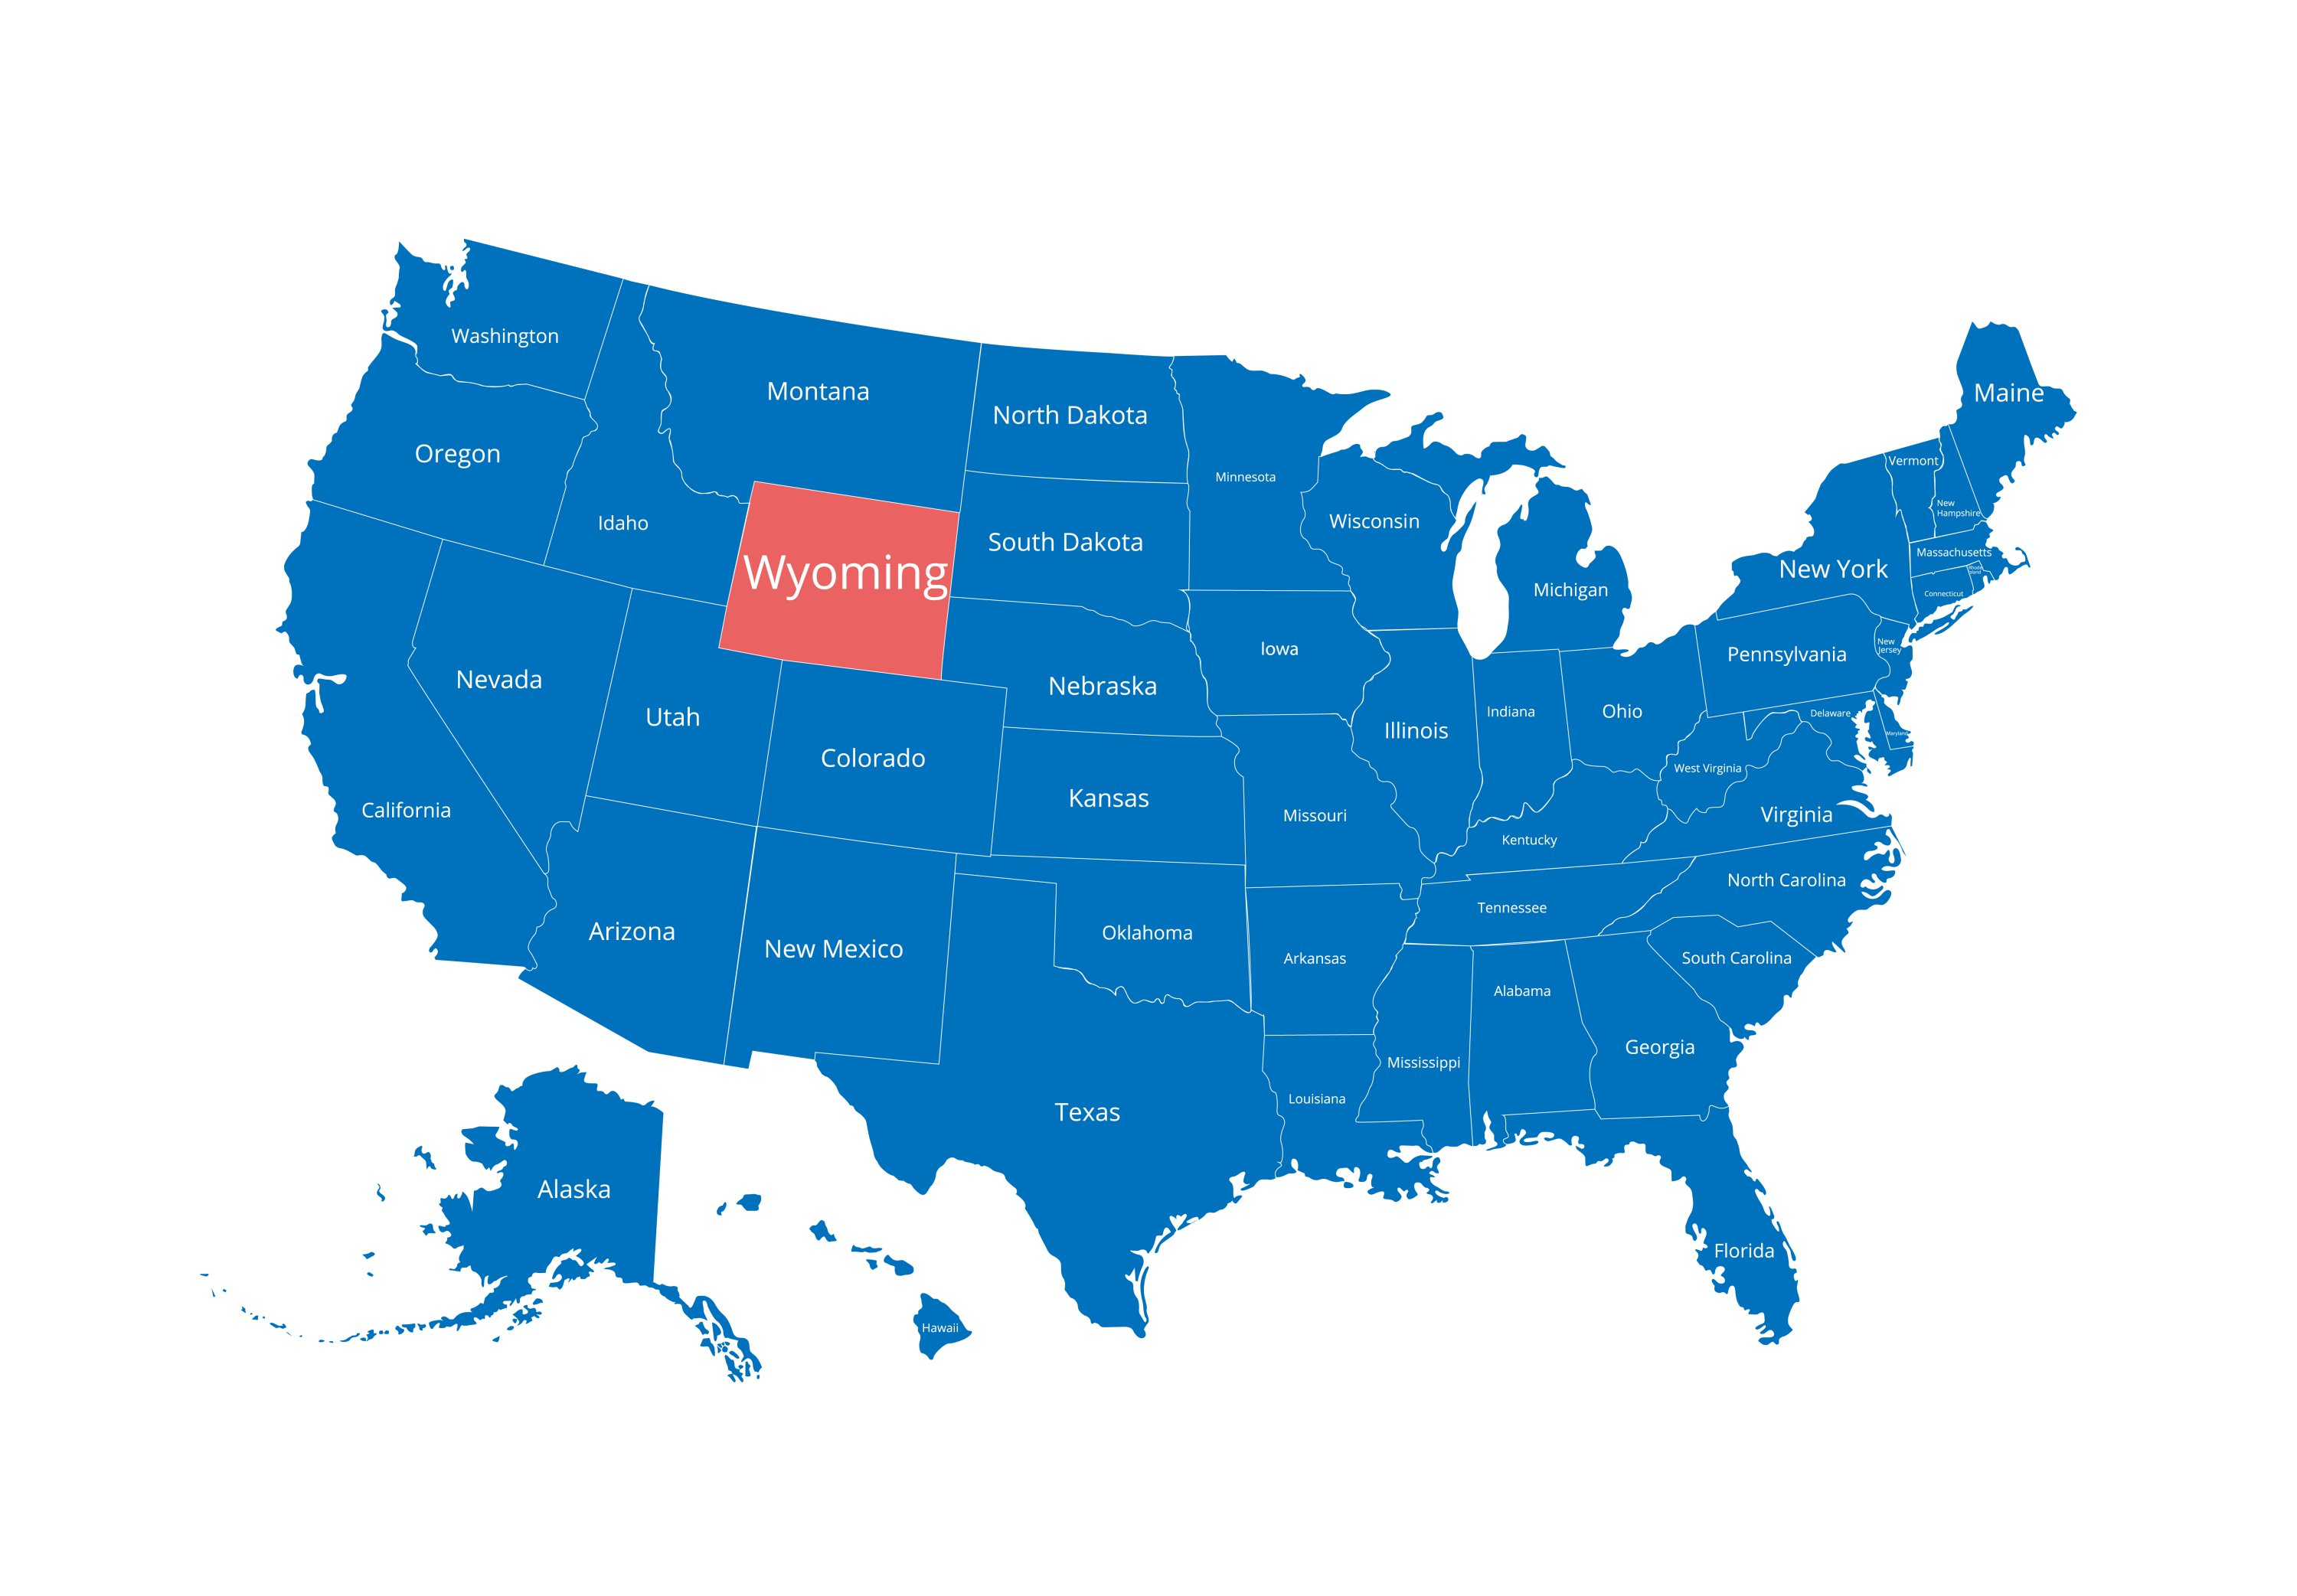 Washington
Montana
Maine
North Dakota
Oregon
Vermont
Minnesota
New
Hampshire
Wisconsin
Idaho
South Dakota
Massachusetts
New York
Rhode
Island
Wyoming
Michigan
Connecticut
Iowa
New
Jersey
Pennsylvania
Nevada
Nebraska
Utah
Indiana
Ohio
Delaware
Illinois
Maryland
Colorado
West Virginia
Kansas
California
Missouri
Virginia
Kentucky
North Carolina
Tennessee
Arizona
Oklahoma
New Mexico
Arkansas
South Carolina
Alabama
Georgia
Mississippi
Louisiana
Texas
Alaska
Florida
Hawaii